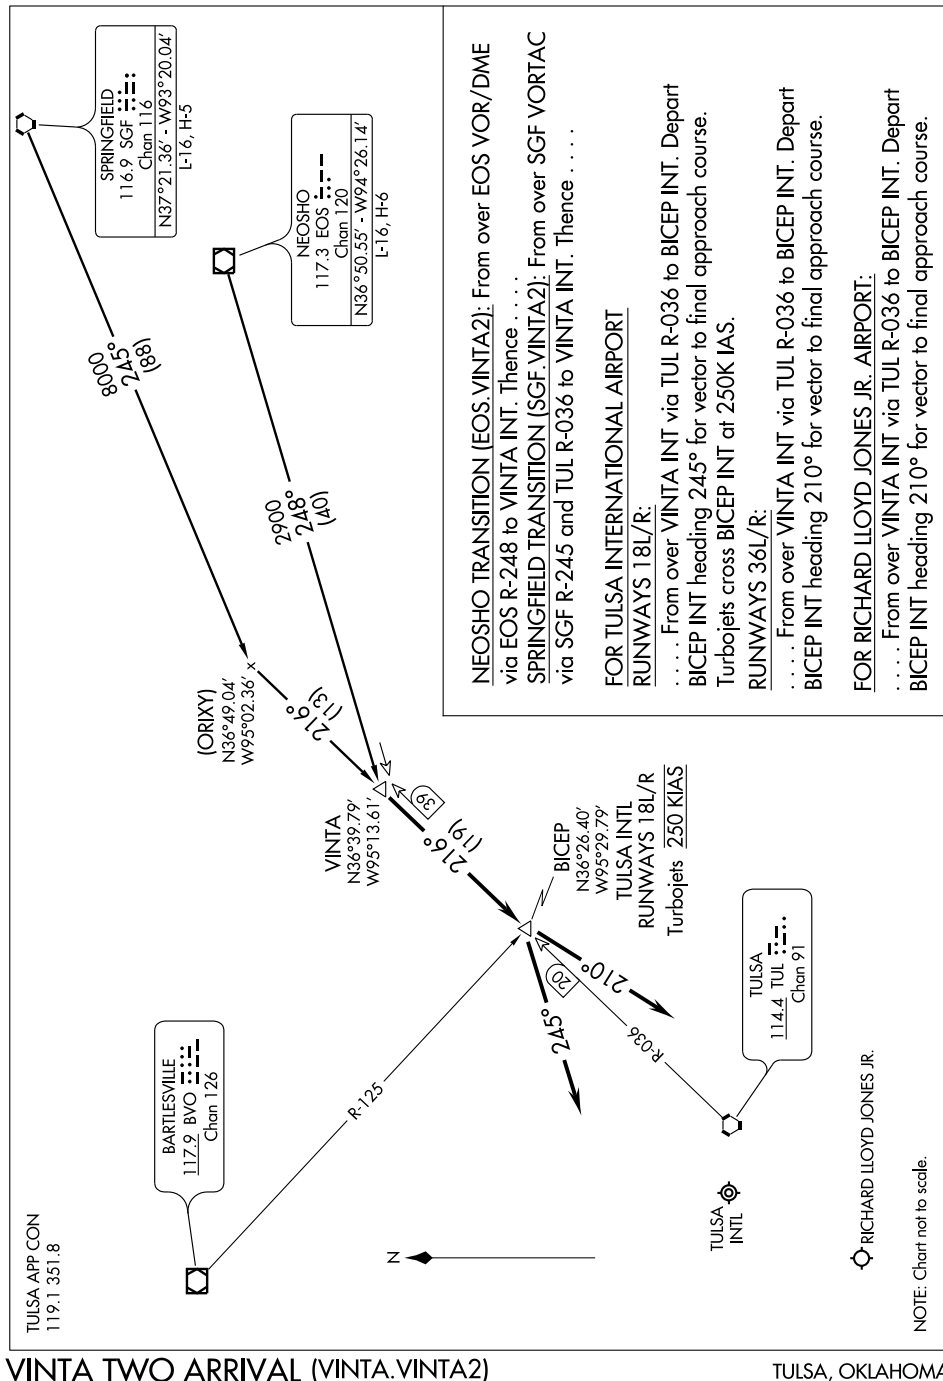 TULSA APP CON
119.1 351.8
BARTLESVILLE
117.9 BVO
Chan 126
R-125
SPRINGFIELD
116.9 SGF
Chan 116
N37°21.36′ - W93°20.04′
L-16, H-5
NEOSHO
117.3 EOS
Chan 120
N36°50.55′ - W94°26.14′
L-16, H-6
8000
245°
(88)
2900
248°
(40)
(ORIXY)
N36°49.04′
W95°02.36′
x
216°
(13)
VINTA
N36°39.79′
W95°13.61′
39
216°
(19)
BICEP
N36°26.40′
W95°29.79′
TULSA INTL
RUNWAYS 18L/R
Turbojets 250 KIAS
20
210°
245°
R-036
TULSA
114.4 TUL
Chan 91
N
TULSA
INTL
RICHARD LLOYD JONES JR.
NOTE: Chart not to scale.
NEOSHO TRANSITION (EOS.VINTA2): From over EOS VOR/DME
via EOS R-248 to VINTA INT. Thence . . . .
SPRINGFIELD TRANSITION (SGF.VINTA2): From over SGF VORTAC
via SGF R-245 and TUL R-036 to VINTA INT. Thence . . . .
FOR TULSA INTERNATIONAL AIRPORT
RUNWAYS 18L/R:
. . . . From over VINTA INT via TUL R-036 to BICEP INT. Depart
BICEP INT heading 245° for vector to final approach course.
Turbojets cross BICEP INT at 250K IAS.
RUNWAYS 36L/R:
. . . . From over VINTA INT via TUL R-036 to BICEP INT. Depart
BICEP INT heading 210° for vector to final approach course.
FOR RICHARD LLOYD JONES JR. AIRPORT:
. . . . From over VINTA INT via TUL R-036 to BICEP INT. Depart
BICEP INT heading 210° for vector to final approach course.
VINTA TWO ARRIVAL (VINTA.VINTA2)
TULSA, OKLAHOMA